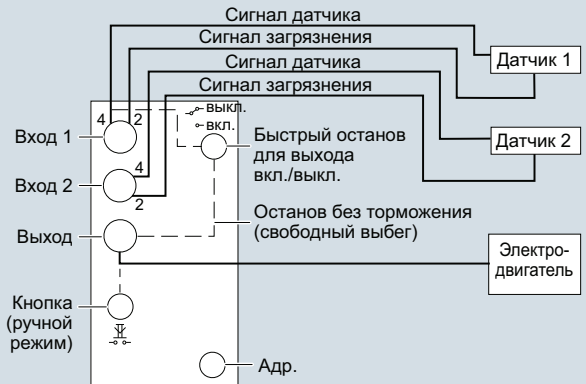 Сигнал датчика
Сигнал загрязнения
Сигнал датчика
Сигнал загрязнения
Датчик 1
Датчик 2
4
2
выкл.
вкл.
Вход 1
Быстрый останов
для выхода
вкл./выкл.
4
Вход 2
2
Останов без торможения
(свободный выбег)
Выход
Электро-
двигатель
Кнопка
(ручной
режим)
Адр.